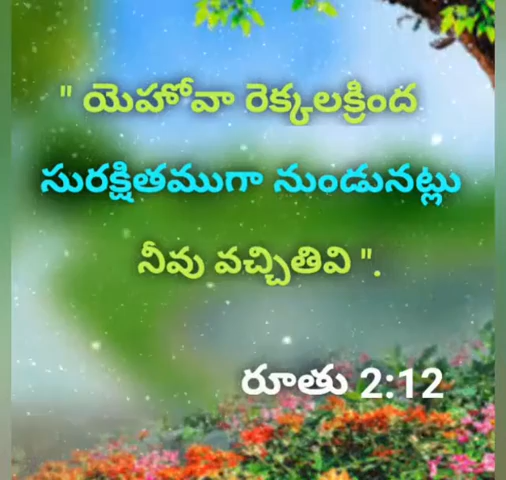 " యెహోవా రెక్కలక్రింద
సురక్షితముగా నుండునట్లు
నీవు వచ్చితివి ".
రూతు 2:12